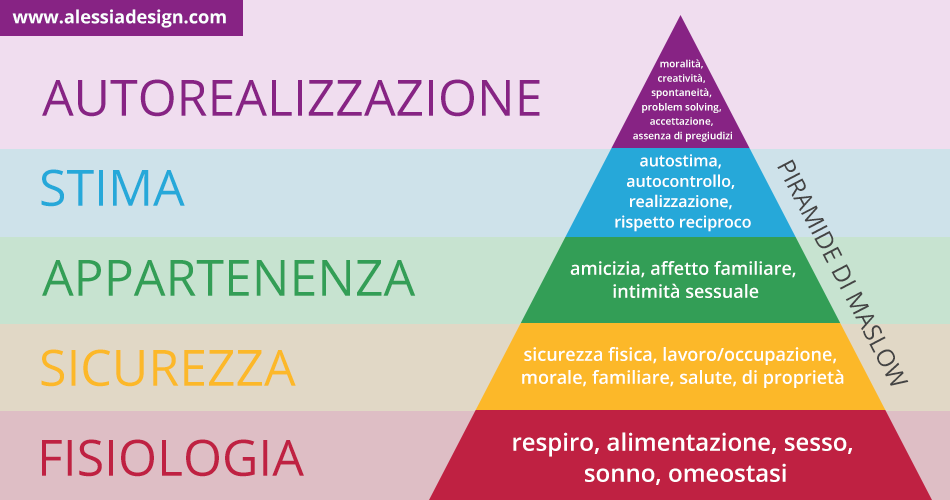 www.alessiadesign.com
AUTOREALIZZAZIONE
moralità,
creatività,
spontaneità,
problem solving,
accettazione,
assenza di pregiudizi
STIMA
autostima,
autocontrollo,
realizzazione,
rispetto reciproco
PIRAMIDE DI MASLOW
APPARTENENZA
amicizia, affetto familiare,
intimità sessuale
SICUREZZA
sicurezza fisica, lavoro/occupazione,
morale, familiare, salute, di proprietà
FISIOLOGIA
respiro, alimentazione, sesso,
sonno, omeostasi